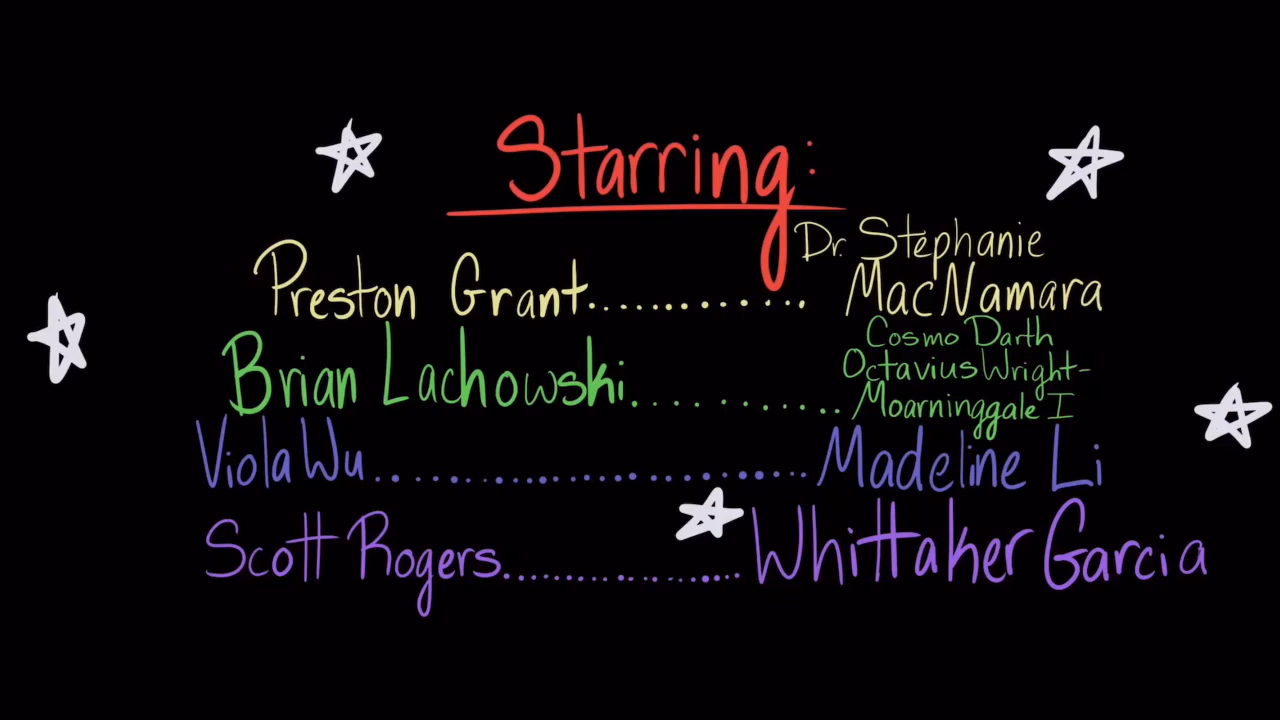 Starring:
Preston Grant............ Dr. Stephanie
MacNamara
Brian Lachowski........... Cosmo Darth
Octavius Wright-
Moarninggale I
Viola Wu...................... Madeline Li
Scott Rogers.................. Whittaker Garcia